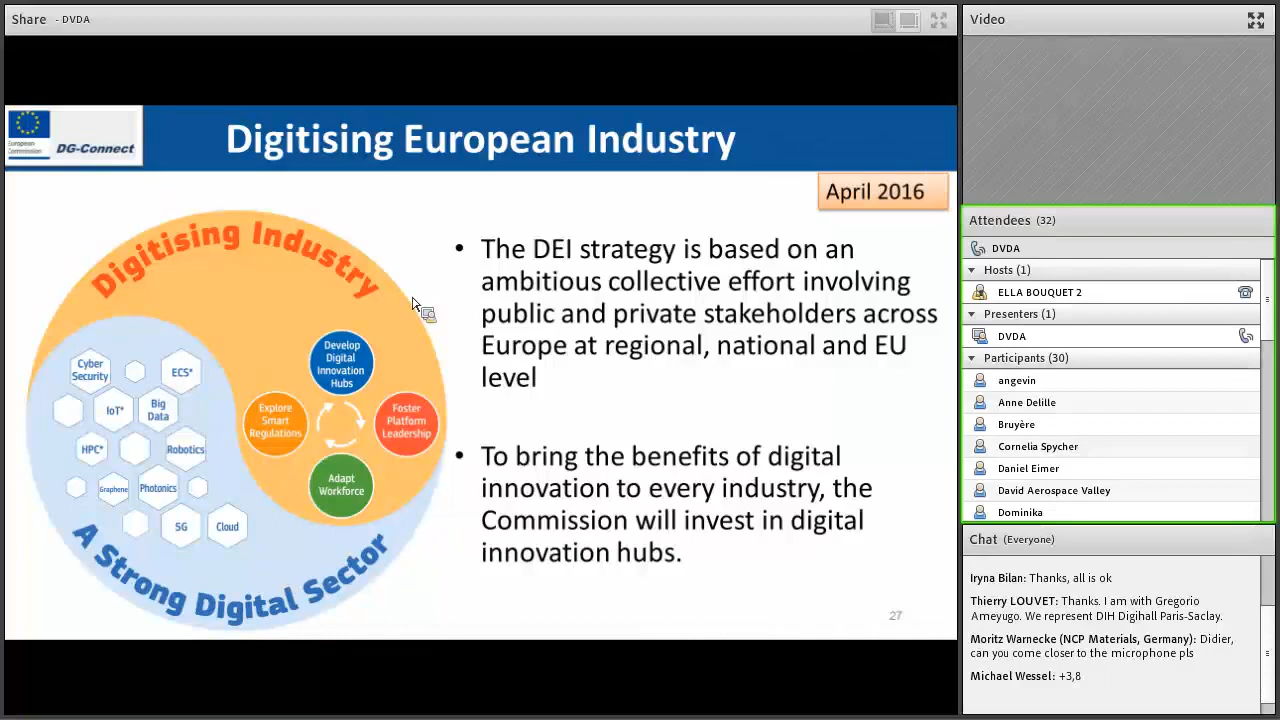 Share - DVDA
European
Commission
DG-Connect
Digitising European Industry
April 2016
Digitising Industry
Develop
Digital
Innovation
Hubs
Explore
Smart
Regulations
Foster
Platform
Leadership
Adapt
Workforce
Cyber
Security
ECS*
IoT*
Big
Data
HPC*
Robotics
Graphene
Photonics
5G
Cloud
A Strong Digital Sector
• The DEI strategy is based on an
ambitious collective effort involving
public and private stakeholders across
Europe at regional, national and EU
level
• To bring the benefits of digital
innovation to every industry, the
Commission will invest in digital
innovation hubs.
27
Video
Attendees (32)
DVDA
Hosts (1)
ELLA BOUQUET 2
Presenters (1)
DVDA
Participants (30)
angevin
Anne Delille
Bruyère
Cornelia Spycher
Daniel Eimer
David Aerospace Valley
Dominika
Chat (Everyone)
Iryna Bilan: Thanks, all is ok
Thierry LOUVET: Thanks. I am with Gregorio
Ameyugo. We represent DIH Digihall Paris-Saclay.
Moritz Warnecke (NCP Materials, Germany): Didier,
can you come closer to the microphone pls
Michael Wessel: +3,8